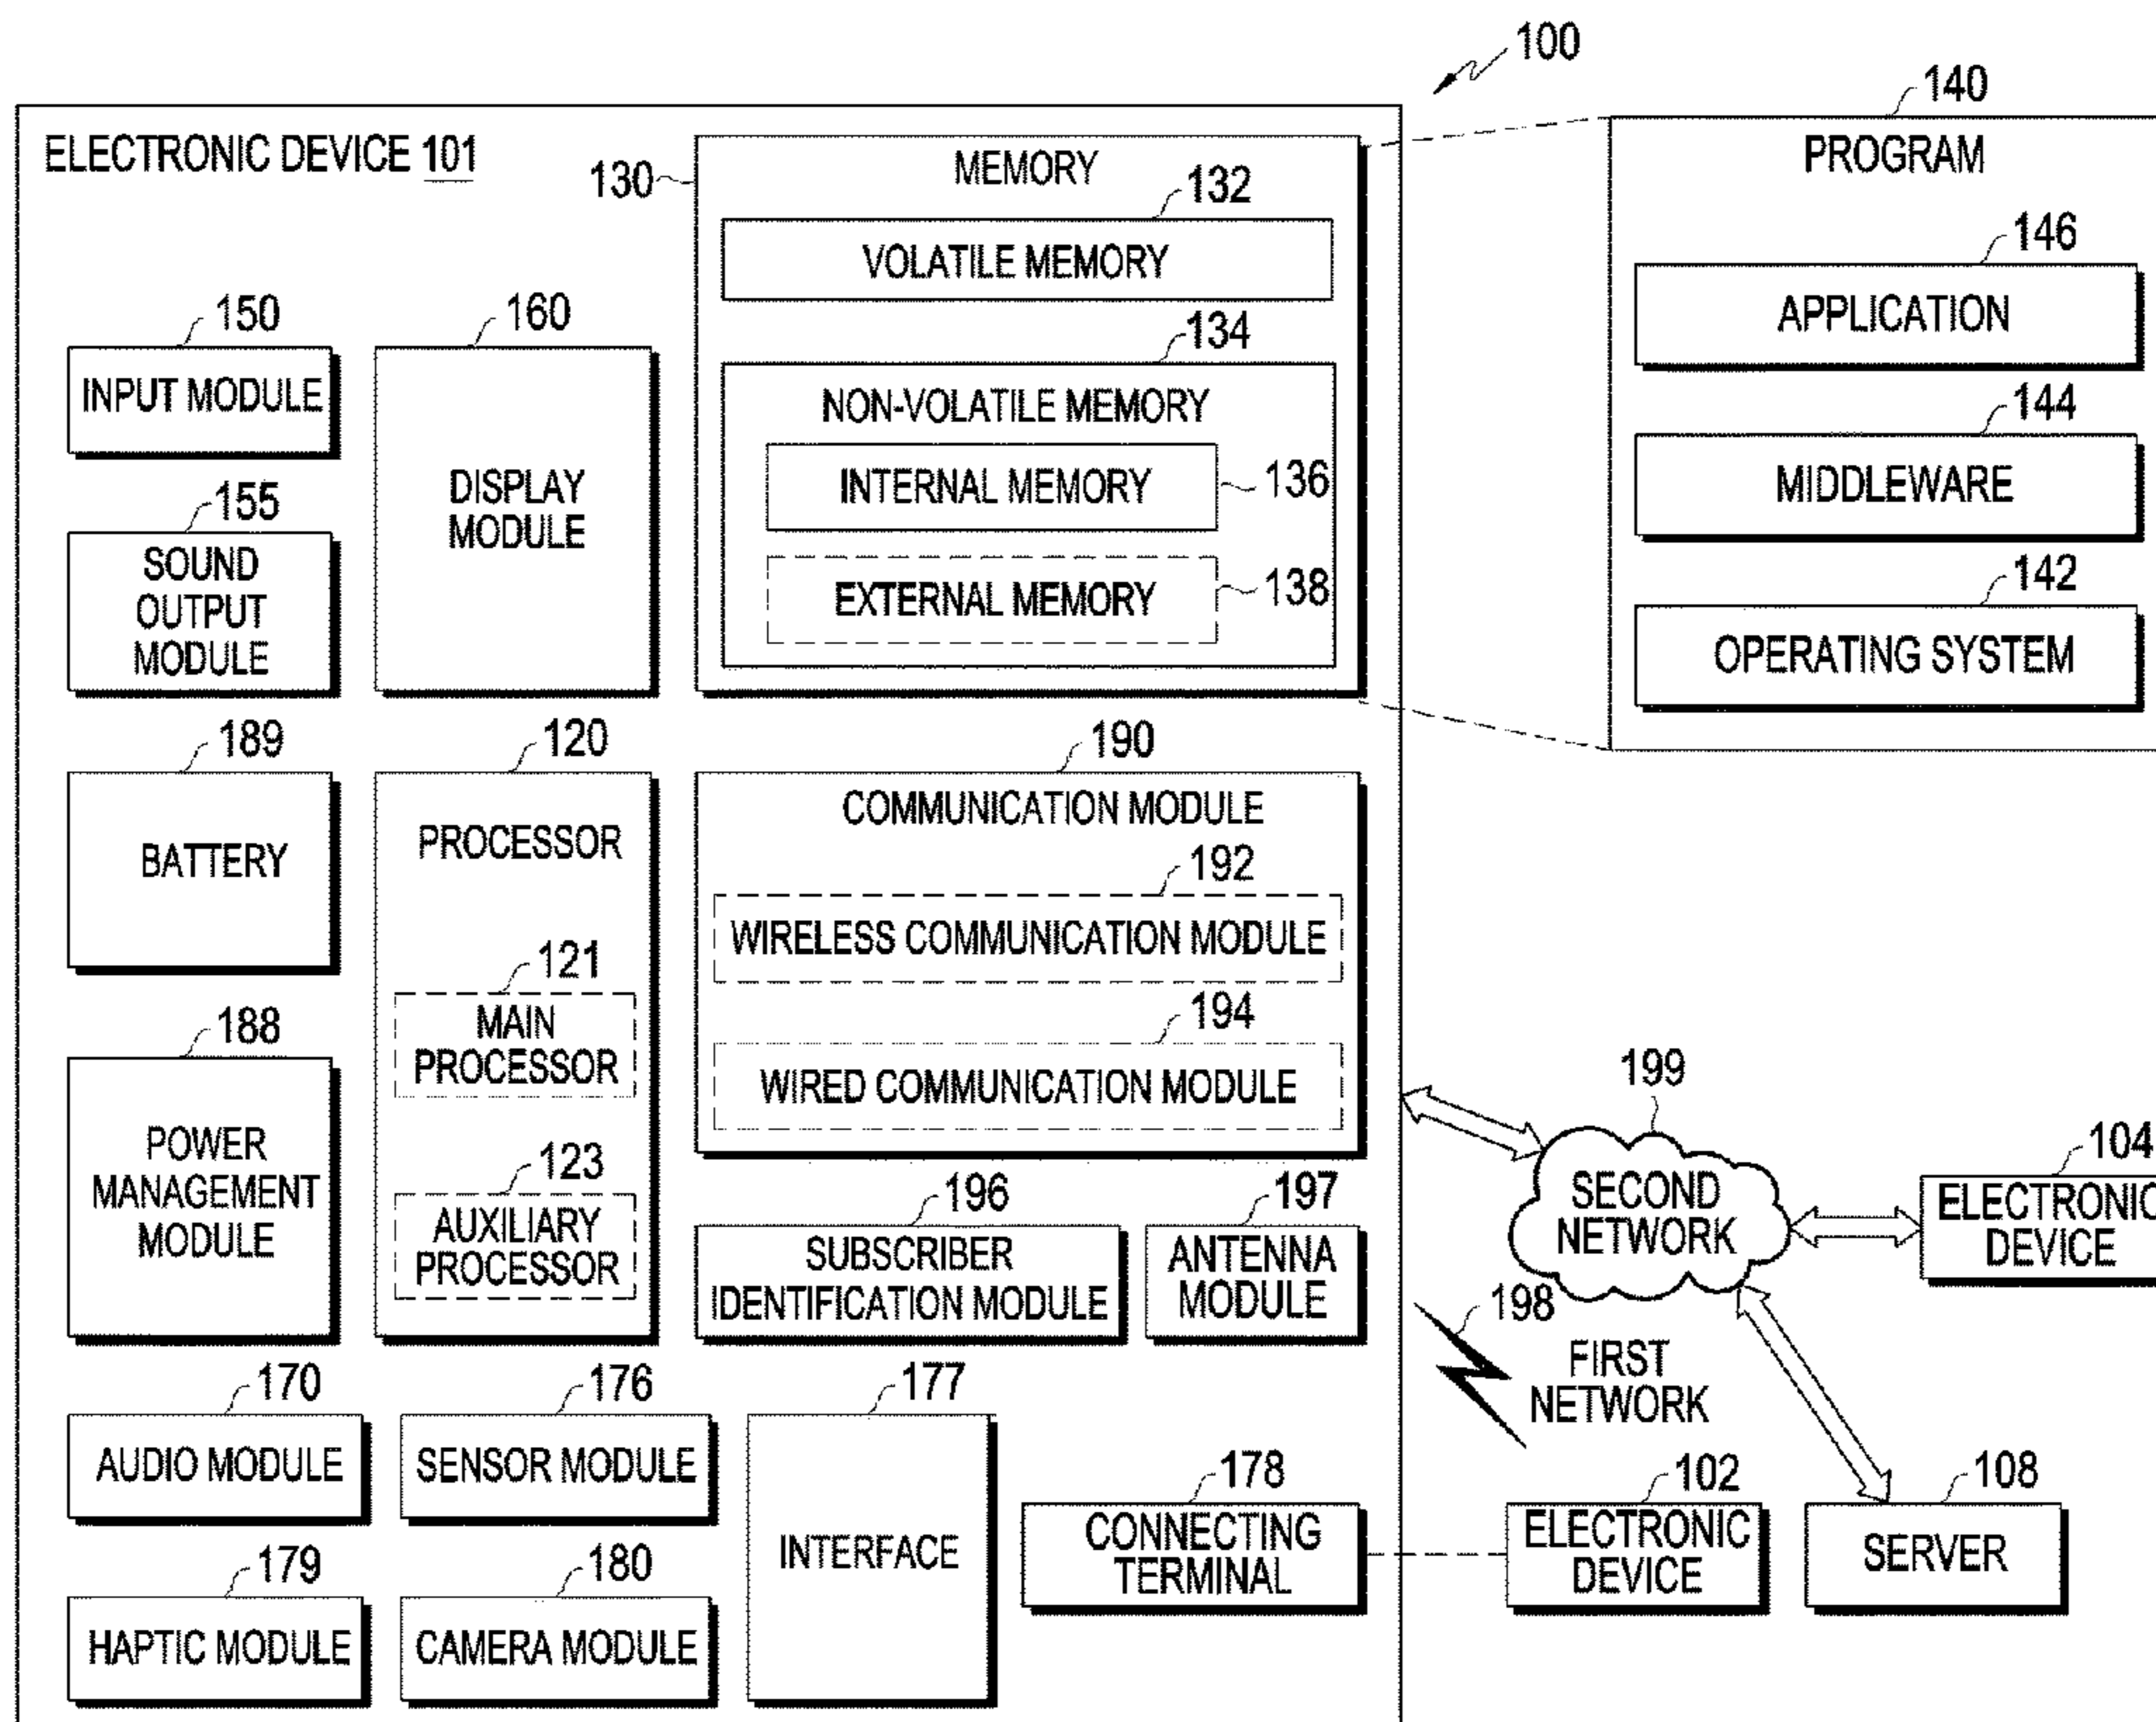 100
ELECTRONIC DEVICE 101
130
MEMORY
132
VOLATILE MEMORY
134
NON-VOLATILE MEMORY
INTERNAL MEMORY
136
EXTERNAL MEMORY
138
140
PROGRAM
146
APPLICATION
144
MIDDLEWARE
142
OPERATING SYSTEM
150
INPUT MODULE
160
DISPLAY
MODULE
155
SOUND
OUTPUT
MODULE
189
BATTERY
120
PROCESSOR
121
MAIN
PROCESSOR
123
AUXILIARY
PROCESSOR
190
COMMUNICATION MODULE
192
WIRELESS COMMUNICATION MODULE
194
WIRED COMMUNICATION MODULE
188
POWER
MANAGEMENT
MODULE
196
SUBSCRIBER
IDENTIFICATION MODULE
197
ANTENNA
MODULE
199
SECOND
NETWORK
104
ELECTRONIC
DEVICE
198
FIRST
NETWORK
170
AUDIO MODULE
176
SENSOR MODULE
177
INTERFACE
178
CONNECTING
TERMINAL
102
ELECTRONIC
DEVICE
108
SERVER
179
HAPTIC MODULE
180
CAMERA MODULE